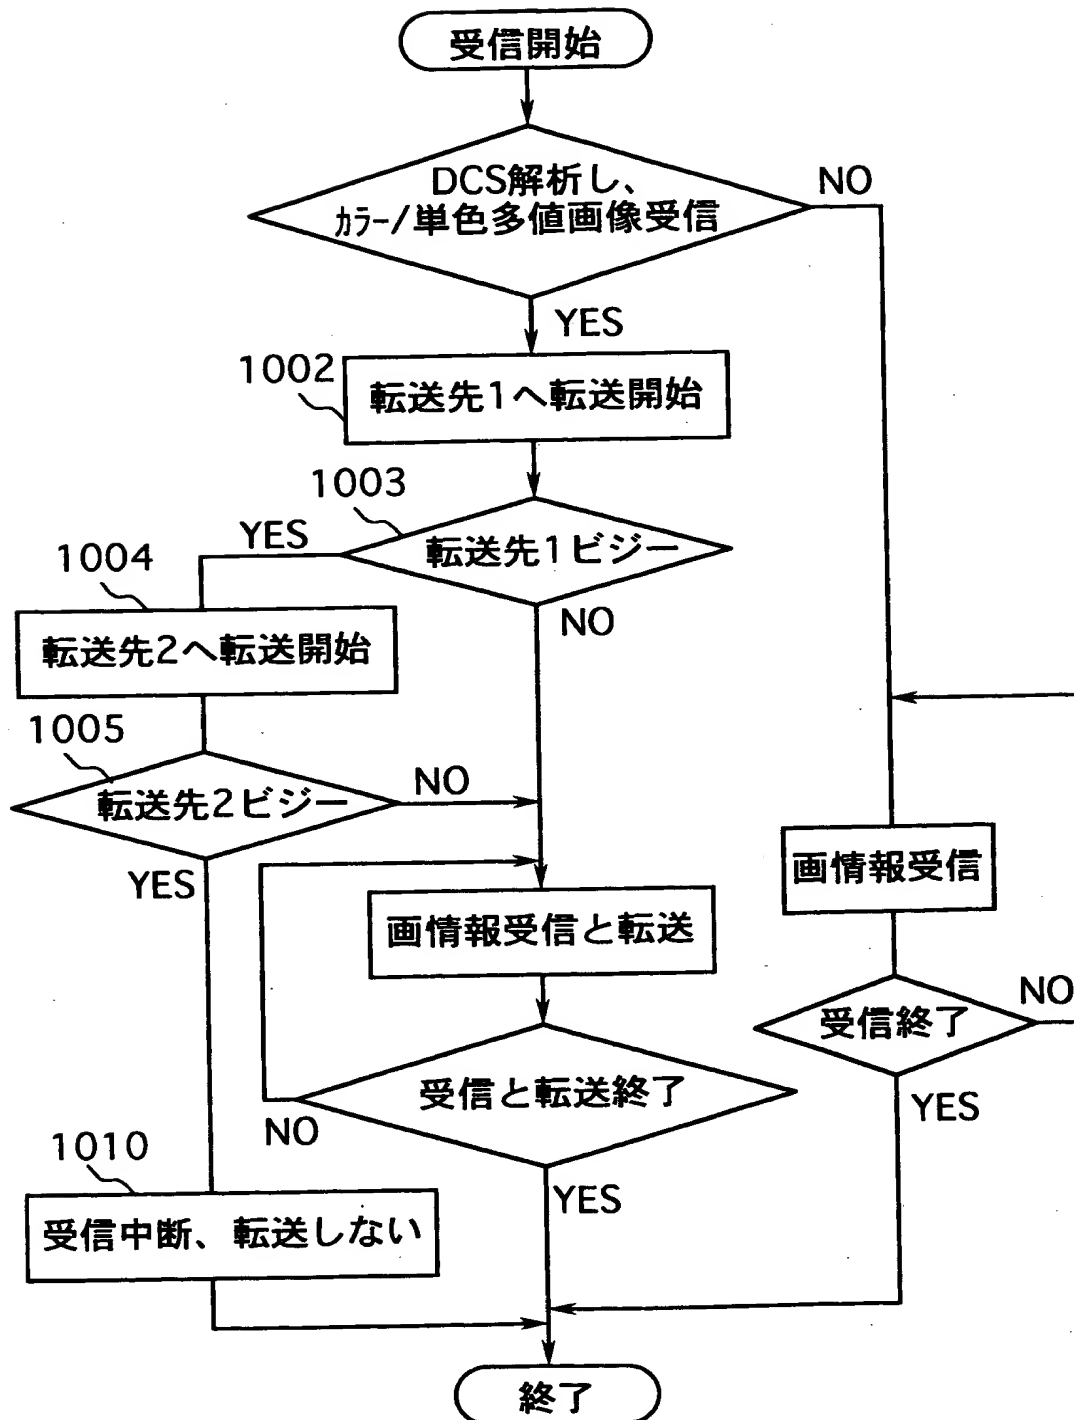 受信開始
DCS解析し、
カラー/単色多値画像受信
NO
YES
1002
転送先1へ転送開始
1003
転送先1ビジー
YES
NO
1004
転送先2へ転送開始
1005
転送先2ビジー
NO
YES
画情報受信と転送
画情報受信
受信と転送終了
NO
YES
受信終了
NO
YES
1010
受信中断、転送しない
終了